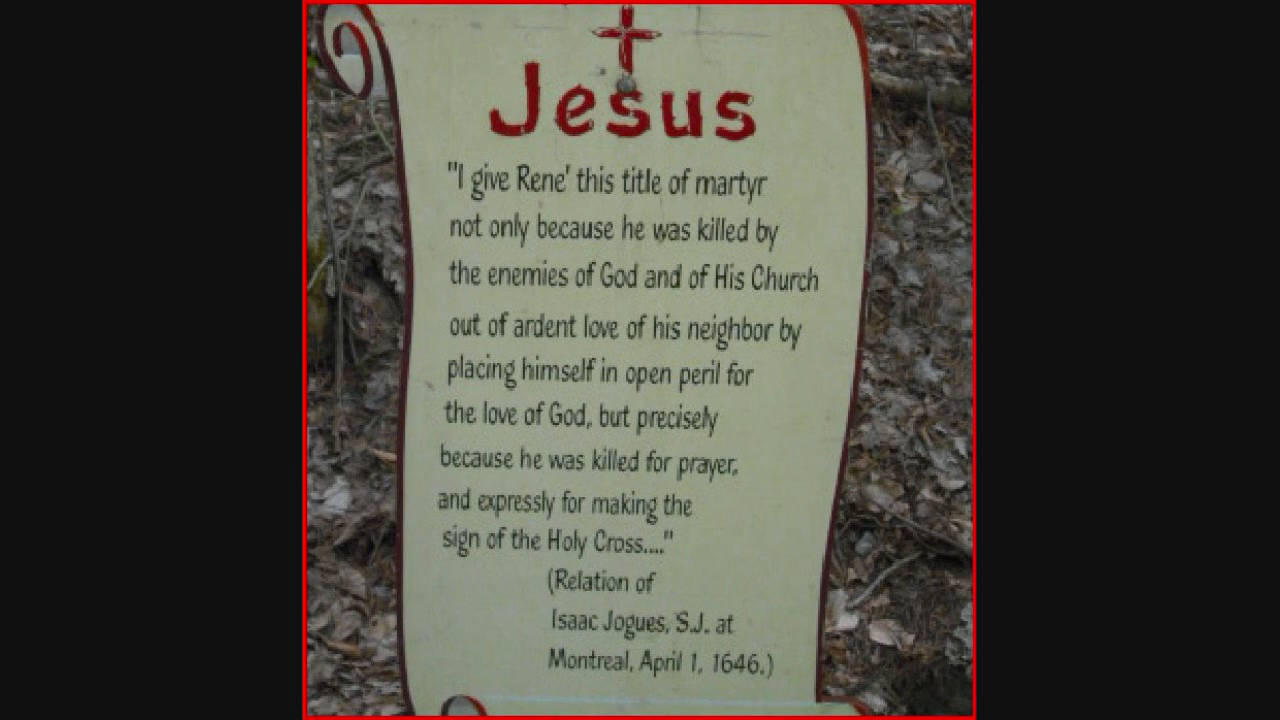 Jesus
"I give Rene' this title of martyr
not only because he was killed by
the enemies of God and of His Church
out of ardent love of his neighbor by
placing himself in open peril for
the love of God, but precisely
because he was killed for prayer,
and expressly for making the
sign of the Holy Cross...."
(Relation of
Isaac Jogues, S.J. at
Montreal, April 1, 1646.)